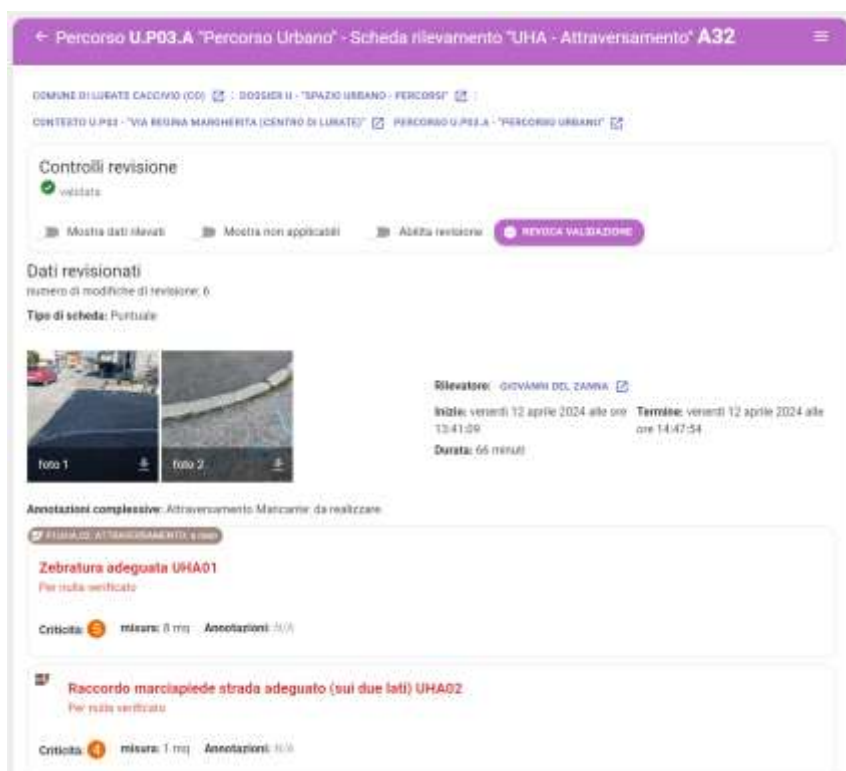 ← Percorso U.P03.A "Percorso Urbano" - Scheda rilevamento "UHA - Attraversamento" A32
COMUNE DI LURATE CACCIVIO (CO) : DOSSIER U - "SPAZIO URBANO - PERCORSI" :
CONTESTO U.P03 - "VIA REGINA MARGHERITA (CENTRO DI LURATE)" PERCORSO U.P03.A - "PERCORSO URBANO"
Controlli revisione
validata
Mostra dati rilevati Mostra non applicabili Abilita revisione REVOCA VALIDAZIONE
Dati revisionati
numero di modifiche di revisione: 6
Tipo di scheda: Puntuale
Rilevatore: GIOVANNI DEL ZANNA
Inizio: venerdì 12 aprile 2024 alle ore 13:41:09
Termine: venerdì 12 aprile 2024 alle ore 14:47:54
Durata: 66 minuti
foto 1 foto 2
Annotazioni complessive: Attraversamento Mancante: da realizzare
ATTRAVERSAMENTO,
Zebratura adeguata UHA01
Per nulla verificato
Criticità: misura: 8 mq Annotazioni: N/A
Raccordo marciapiede strada adeguato (sui due lati) UHA02
Per nulla verificato
Criticità: 4 misura: 1 mq Annotazioni: N/A